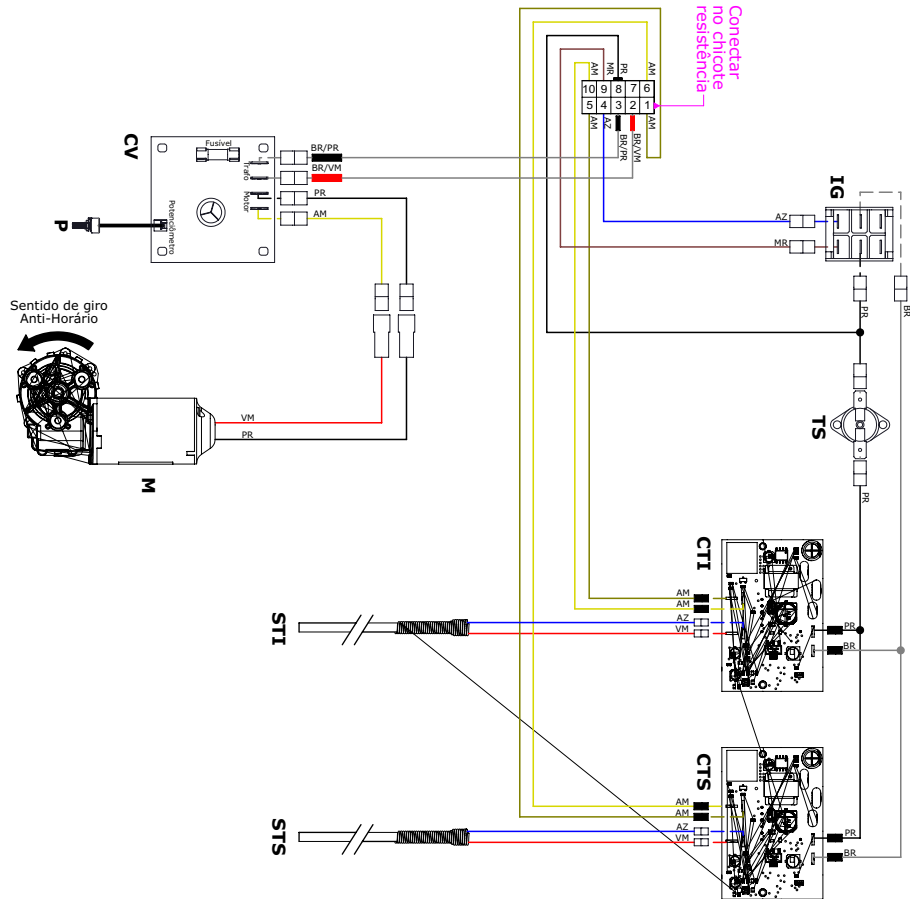 Conectar
no chicote
resistência
AM
PR
MR
AM
10 9 8 7 6
5 4 3 2 1
AM
AZ
BR/PR
BR/VM
AM
CV
Fusível
Trafo
Motor
Potenciômetro
P
BR/PR
BR/VM
PR
AM
IG
AZ
MR
PR
BR
TS
PR
Sentido de giro
Anti-Horário
VM
PR
M
CTI
AM
AM
AZ
VM
PR
BR
STI
CTS
AM
AM
AZ
VM
PR
BR
STS